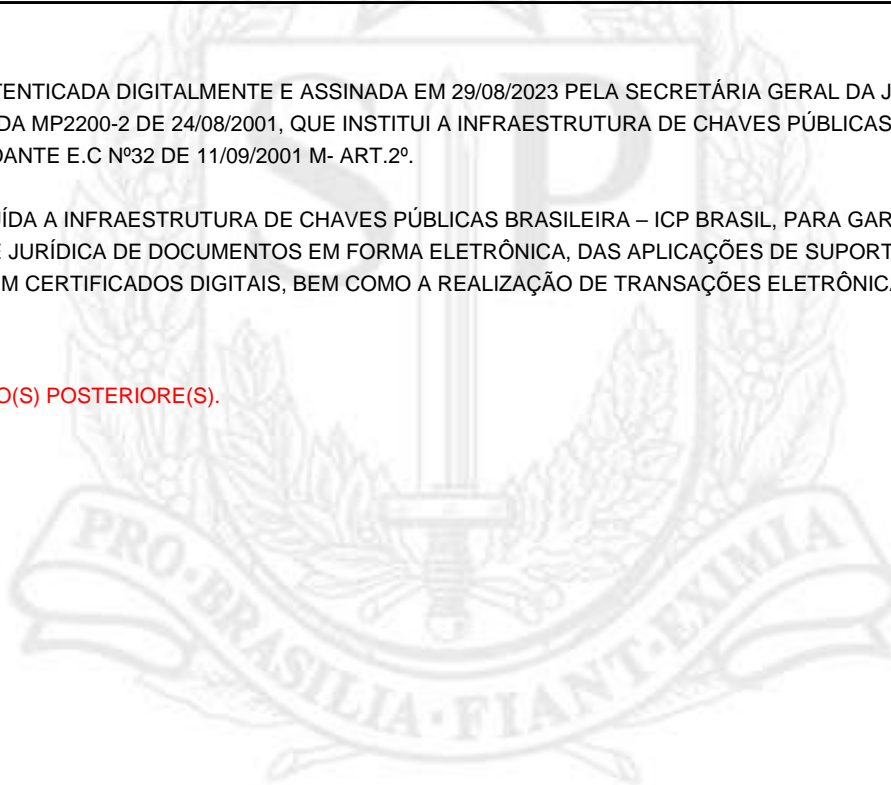 TENTICADA DIGITALMENTE E ASSINADA EM 29/08/2023 PELA SECRETÁRIA GERAL DA J
DA MP2200-2 DE 24/08/2001, QUE INSTITUI A INFRAESTRUTURA DE CHAVES PÚBLICAS
DANTE E.C Nº32 DE 11/09/2001 M- ART.2º.
ÍDA A INFRAESTRUTURA DE CHAVES PÚBLICAS BRASILEIRA – ICP BRASIL, PARA GAR
E JURÍDICA DE DOCUMENTOS EM FORMA ELETRÔNICA, DAS APLICAÇÕES DE SUPORT
M CERTIFICADOS DIGITAIS, BEM COMO A REALIZAÇÃO DE TRANSAÇÕES ELETRÔNICA
O(S) POSTERIORE(S).
SP
PRO·BRASILIA·FIANT·EXIMIA